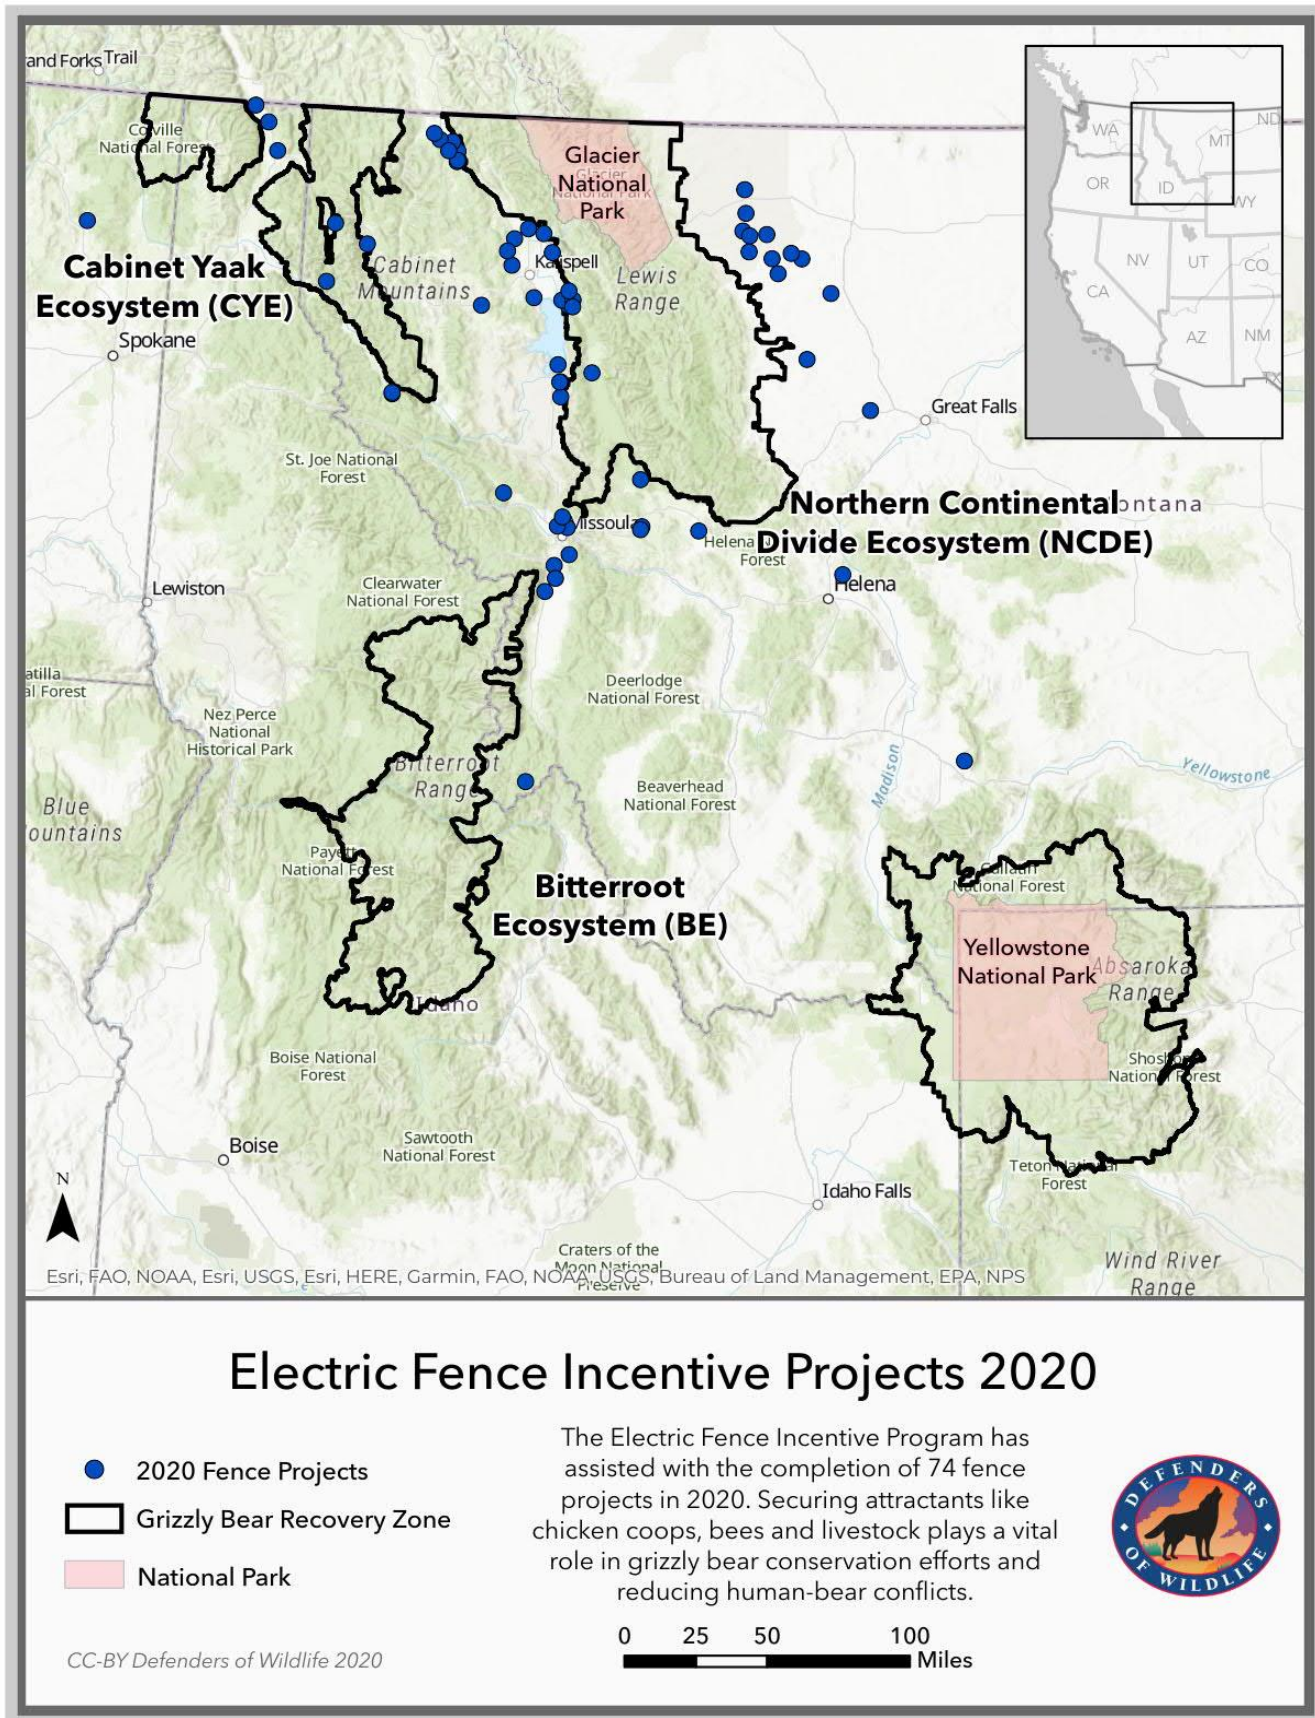 and Forks
Trail
Colville
National Forest
Glacier
National
Park
WA
MT
ND
OR
ID
WY
NV
UT
CO
CA
AZ
NM
TX
Cabinet Yaak
Ecosystem (CYE)
Cabinet
Mountains
Kalispell
Lewis
Range
Spokane
Great Falls
St. Joe National
Forest
Northern Continental
Divide Ecosystem (NCDE)
ontana
Missoula
Helena N
Forest
Helena
Lewiston
Clearwater
National Forest
atilla
al Forest
Deerlodge
National Forest
Nez Perce
National
Historical Park
Bitterroot
Range
Beaverhead
National Forest
Madison
Yellowstone
Blue
ountains
Payette
National Forest
Gallatin
National Forest
Bitterroot
Ecosystem (BE)
Yellowstone
National Park
Absaroka
Range
Idaho
Boise National
Forest
Shoshone
National Forest
Boise
Sawtooth
National Forest
Teton National
Forest
N
Idaho Falls
Craters of the
Moon National
Preserve
Wind River
Range
Esri, FAO, NOAA, Esri, USGS, Esri, HERE, Garmin, FAO, NOAA, USGS, Bureau of Land Management, EPA, NPS
Electric Fence Incentive Projects 2020
2020 Fence Projects
Grizzly Bear Recovery Zone
National Park
The Electric Fence Incentive Program has
assisted with the completion of 74 fence
projects in 2020. Securing attractants like
chicken coops, bees and livestock plays a vital
role in grizzly bear conservation efforts and
reducing human-bear conflicts.
DEFENDERS
OF WILDLIFE
0 25 50 100
Miles
CC-BY Defenders of Wildlife 2020